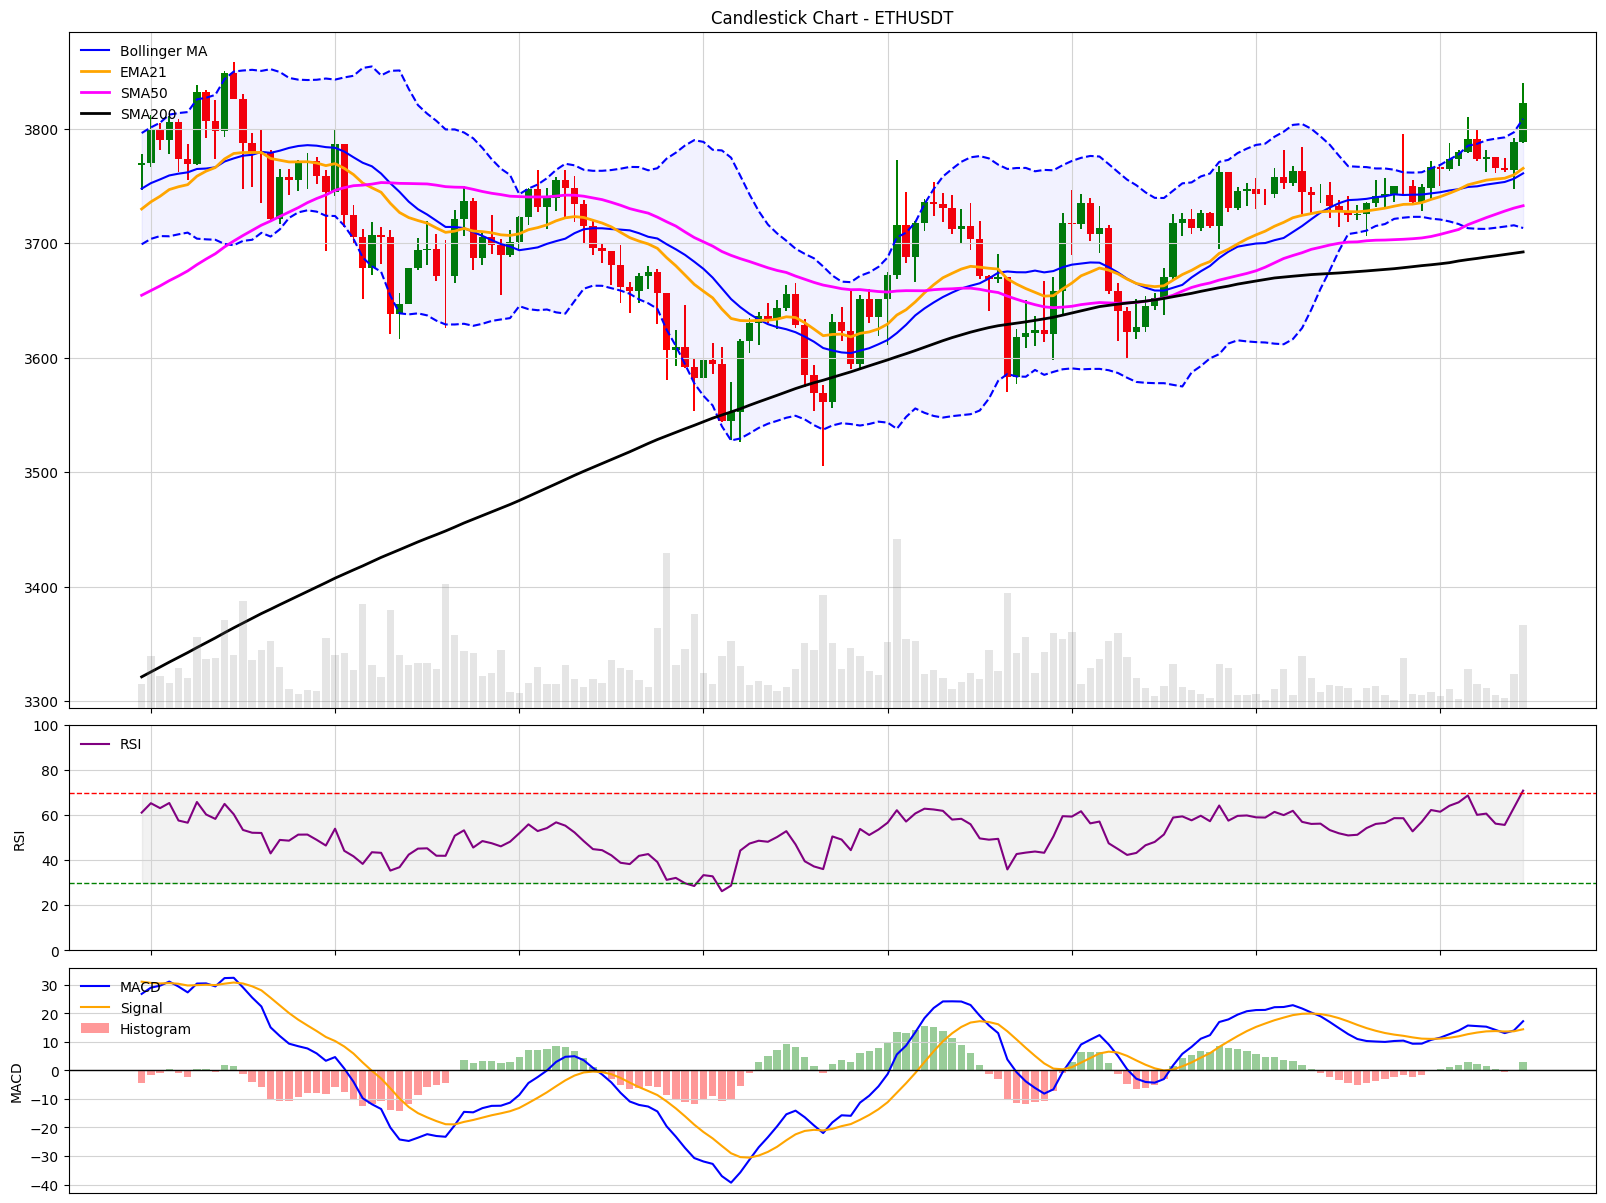 Candlestick Chart - ETHUSDT
Bollinger MA
EMA21
SMA50
SMA200
3800
3700
3600
3500
3400
3300
100
80
60
40
20
0
RSI
RSI
30
20
10
0
−10
−20
−30
−40
MACD
MACD
Signal
Histogram